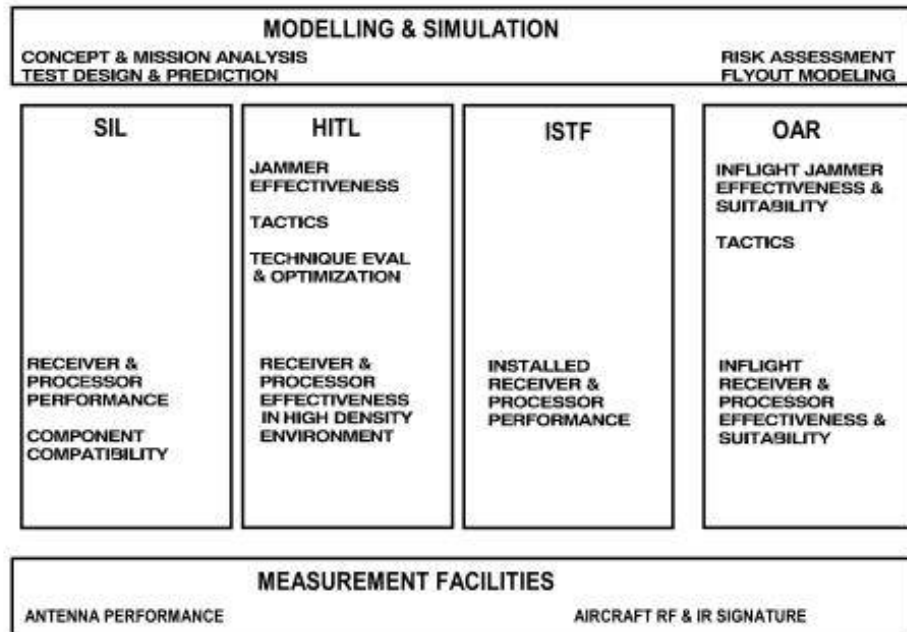 MODELLING & SIMULATION
CONCEPT & MISSION ANALYSIS
TEST DESIGN & PREDICTION
RISK ASSESSMENT
FLYOUT MODELING
SIL
RECEIVER &
PROCESSOR
PERFORMANCE
COMPONENT
COMPATIBILITY
HITL
JAMMER
EFFECTIVENESS
TACTICS
TECHNIQUE EVAL
& OPTIMIZATION
RECEIVER &
PROCESSOR
EFFECTIVENESS
IN HIGH DENSITY
ENVIRONMENT
ISTF
INSTALLED
RECEIVER &
PROCESSOR
PERFORMANCE
OAR
INFLIGHT JAMMER
EFFECTIVENESS &
SUITABILITY
TACTICS
INFLIGHT
RECEIVER &
PROCESSOR
EFFECTIVENESS &
SUITABILITY
MEASUREMENT FACILITIES
ANTENNA PERFORMANCE
AIRCRAFT RF & IR SIGNATURE